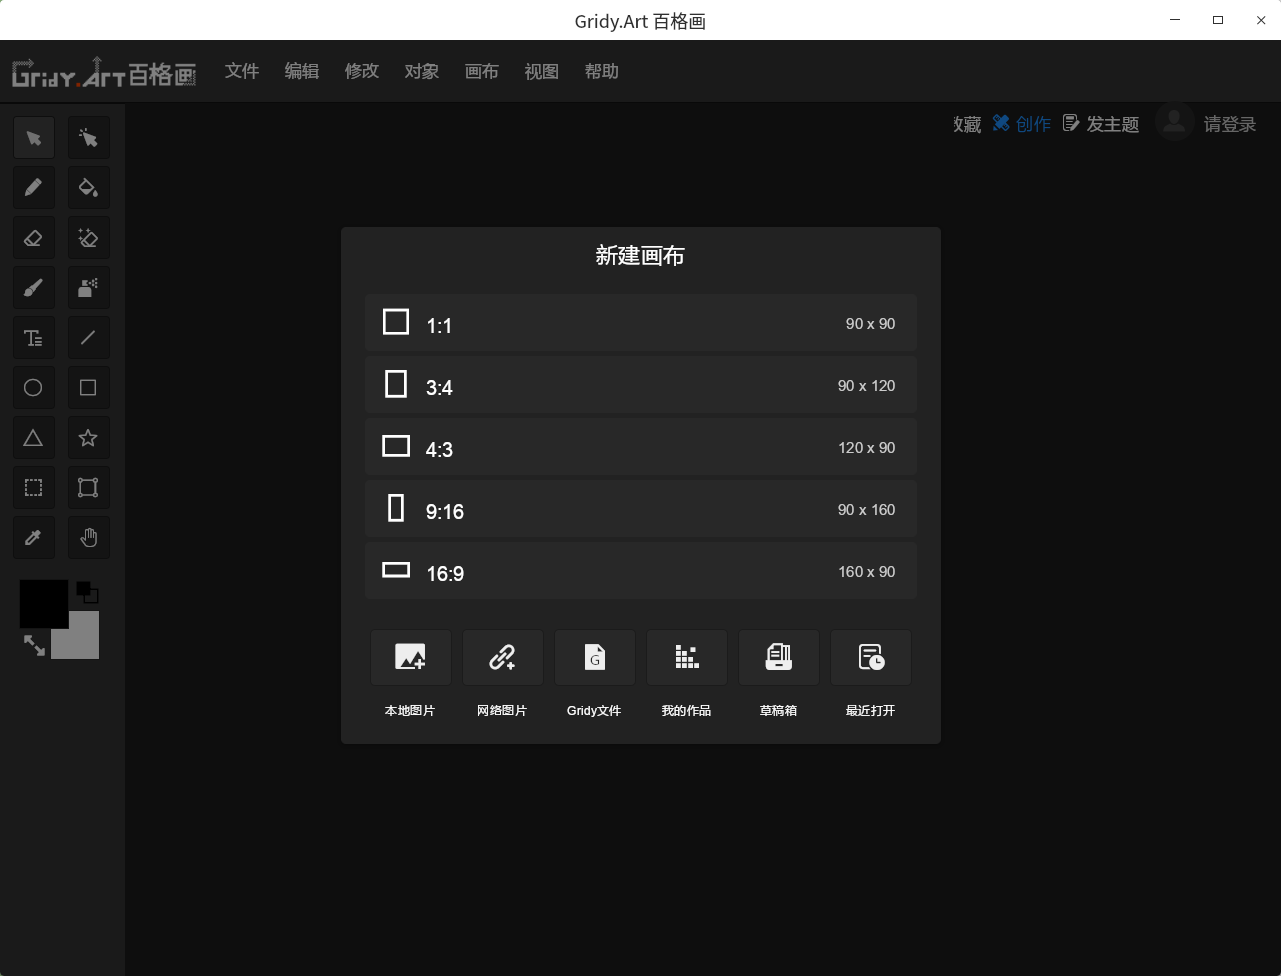 Gridy.Art 百格画
Gridy.Art百格画 文件 编辑 修改 对象 画布 视图 帮助
收藏 创作 发主题 请登录
新建画布
1:1 90 x 90
3:4 90 x 120
4:3 120 x 90
9:16 90 x 160
16:9 160 x 90
本地图片 网络图片 Gridy文件 我的作品 草稿箱 最近打开